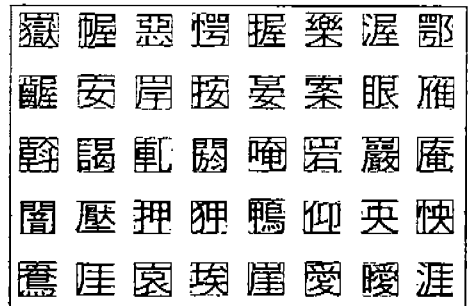 嶽 幄 惡 愕 握 樂 渥 鄂
齷 安 岸 按 晏 案 眼 雁
斡 謁 軋 閼 唵 岩 巖 庵
闇 壓 押 狎 鴨 仰 央 怏
鴦 厓 哀 埃 崖 愛 曖 涯